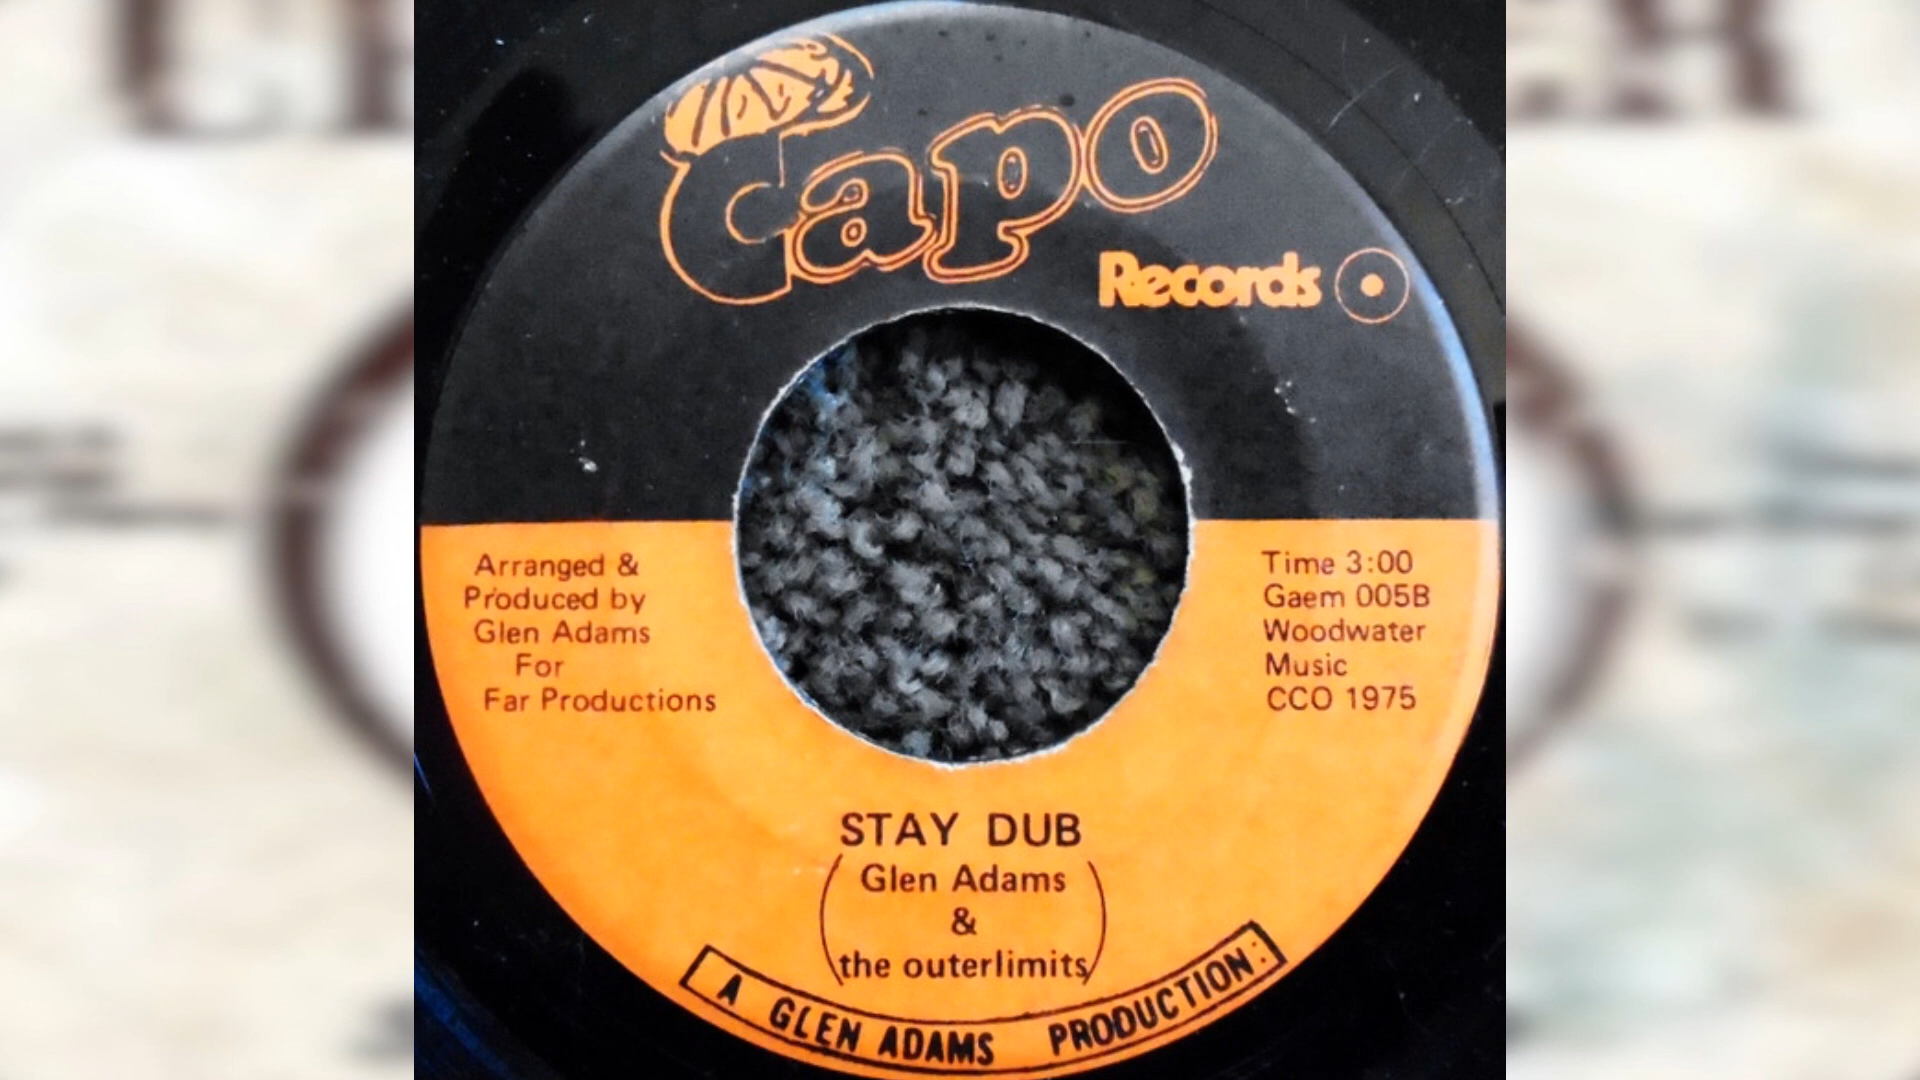 Capo
Records
Arranged &
Produced by
Glen Adams
For
Far Productions
Time 3:00
Gaem 005B
Woodwater
Music
CCO 1975
STAY DUB
(Glen Adams
&
the outerlimits)
A GLEN ADAMS PRODUCTION: